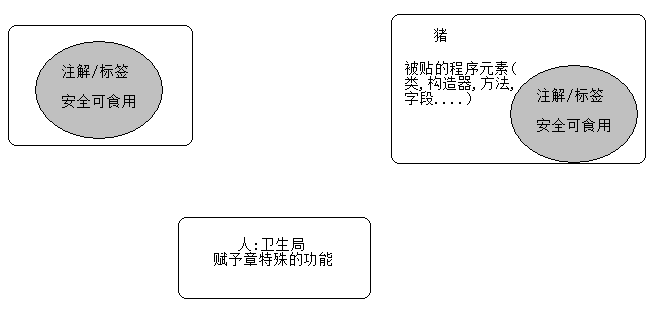 注解/标签
安全可食用
猪
被贴的程序元素(
类,构造器,方法,
字段....)
注解/标签
安全可食用
人:卫生局
赋予章特殊的功能